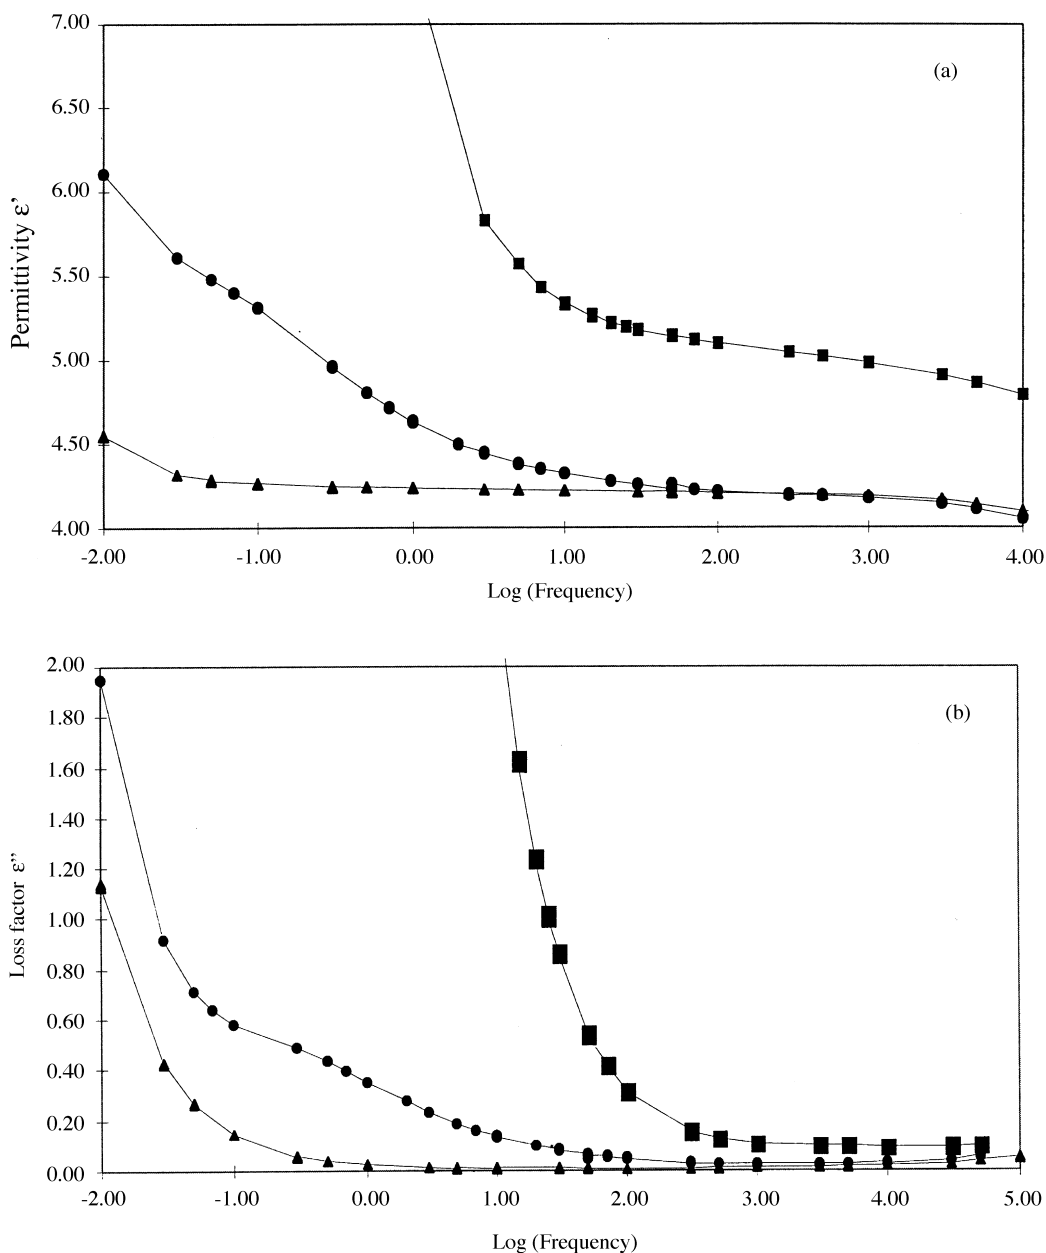 7.00
(a)
6.50
6.00
5.50
5.00
4.50
4.00
Permittivity ε'
-2.00 -1.00 0.00 1.00 2.00 3.00 4.00
Log (Frequency)
2.00
(b)
1.80
1.60
1.40
1.20
1.00
0.80
0.60
0.40
0.20
0.00
Loss factor ε”
-2.00 -1.00 0.00 1.00 2.00 3.00 4.00 5.00
Log (Frequency)